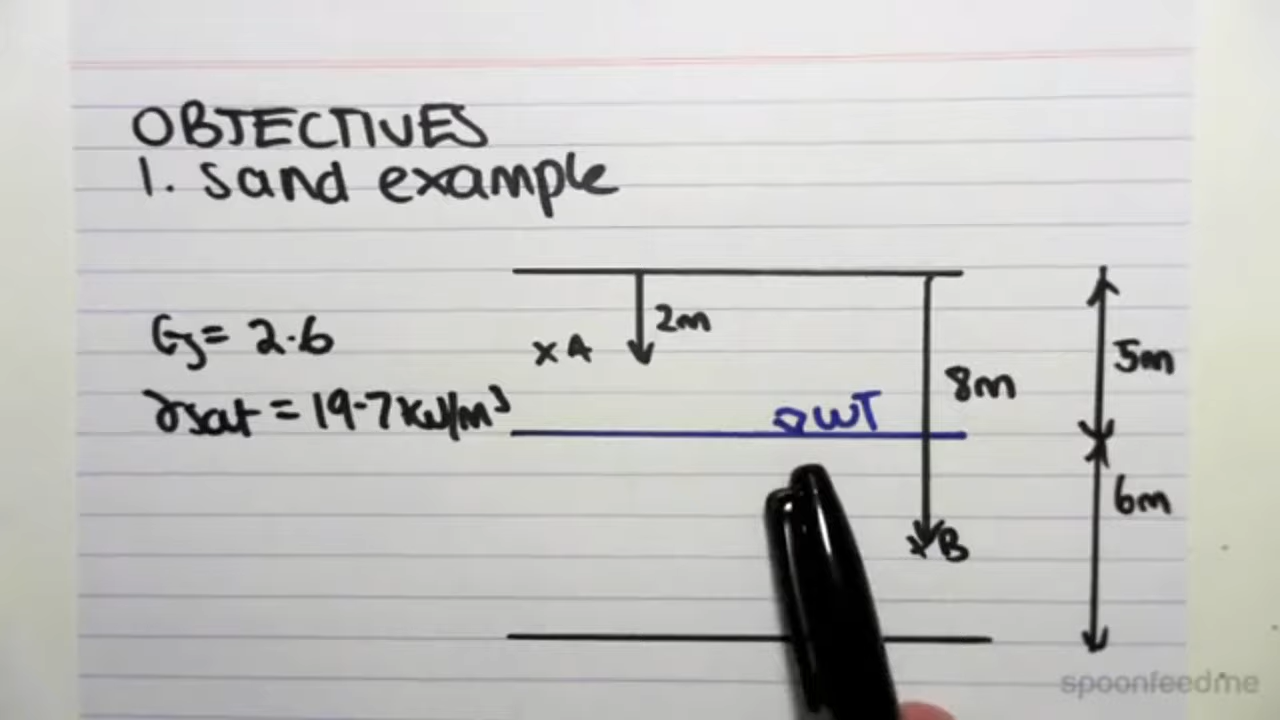 OBJECTIVES
1. Sand example
Gs = 2.6
γsat = 19.7 kN/m³
x A
2m
8m
5m
WT
6m
x B
spoonfeedme